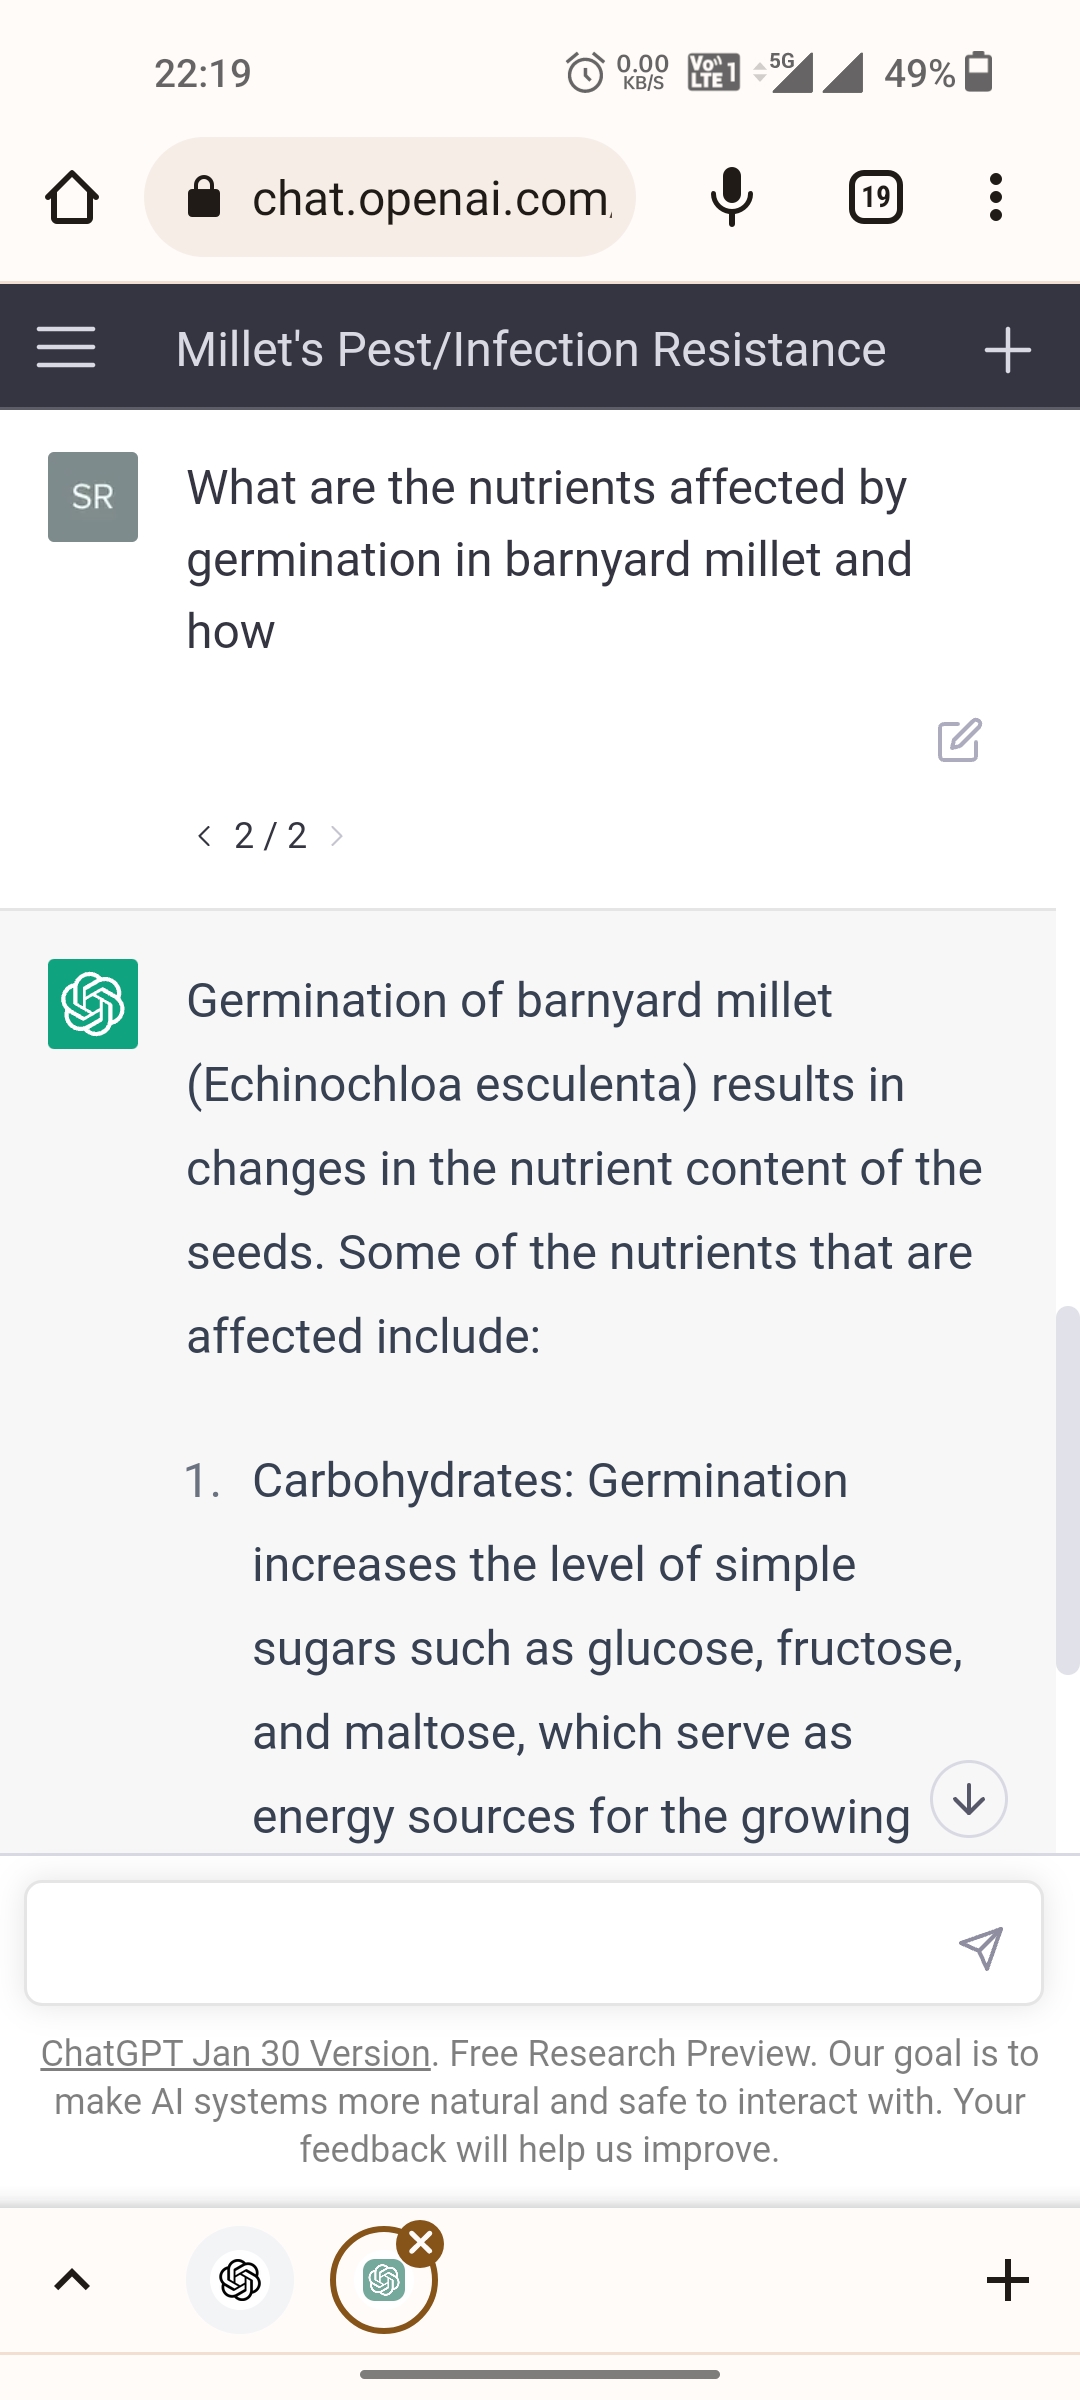 22:19
0.00
KB/S
Vo
LTE 1
5G
49%
chat.openai.com
19
Millet's Pest/Infection Resistance
SR
What are the nutrients affected by
germination in barnyard millet and
how
2 / 2
Germination of barnyard millet
(Echinochloa esculenta) results in
changes in the nutrient content of the
seeds. Some of the nutrients that are
affected include:
1. Carbohydrates: Germination
increases the level of simple
sugars such as glucose, fructose,
and maltose, which serve as
energy sources for the growing
ChatGPT Jan 30 Version. Free Research Preview. Our goal is to
make AI systems more natural and safe to interact with. Your
feedback will help us improve.